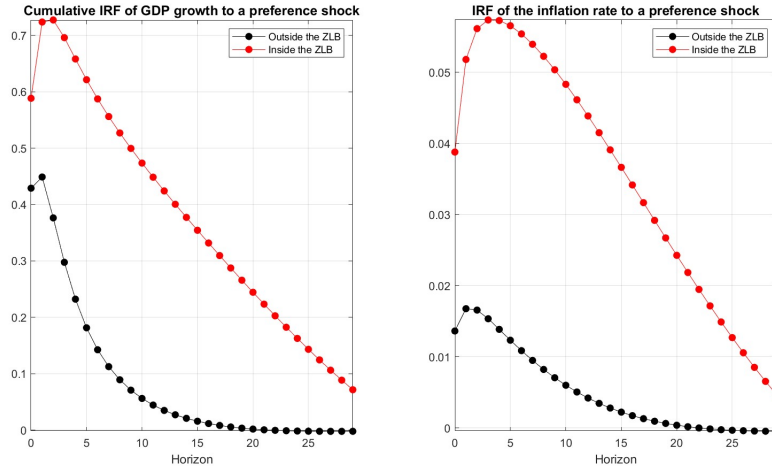 Cumulative IRF of GDP growth to a preference shock
0.7
0.6
0.5
0.4
0.3
0.2
0.1
0
0 5 10 15 20 25
Horizon
Outside the ZLB
Inside the ZLB
IRF of the inflation rate to a preference shock
0.05
0.04
0.03
0.02
0.01
0
0 5 10 15 20 25
Horizon
Outside the ZLB
Inside the ZLB